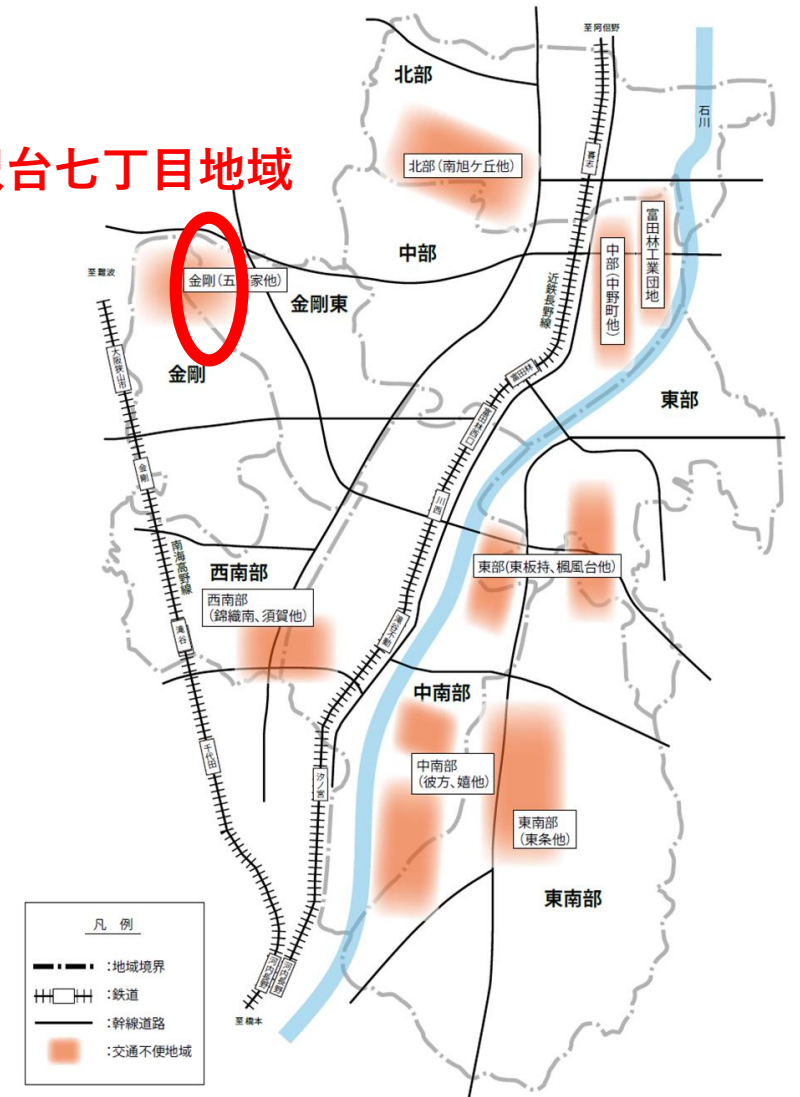 至阿倍野
北部
石川
喜志
台七丁目地域
北部(南旭ケ丘他)
中部
富田林工業団地
中部(中野町他)
至難波
金剛(五 家他)
近鉄長野線
金剛東
大阪狭山市
金剛
富田林
東部
富田林西口
金剛
川西
南海高野線
東部(東板持、楓風台他)
西南部
西南部
(錦織南、須賀他)
滝谷
滝谷不動
中南部
千代田
汐ノ宮
中南部
(彼方、嬉他)
東南部
(東条他)
東南部
凡 例
:地域境界
:鉄道
:幹線道路
:交通不便地域
河内長野
河内長野
至橋本